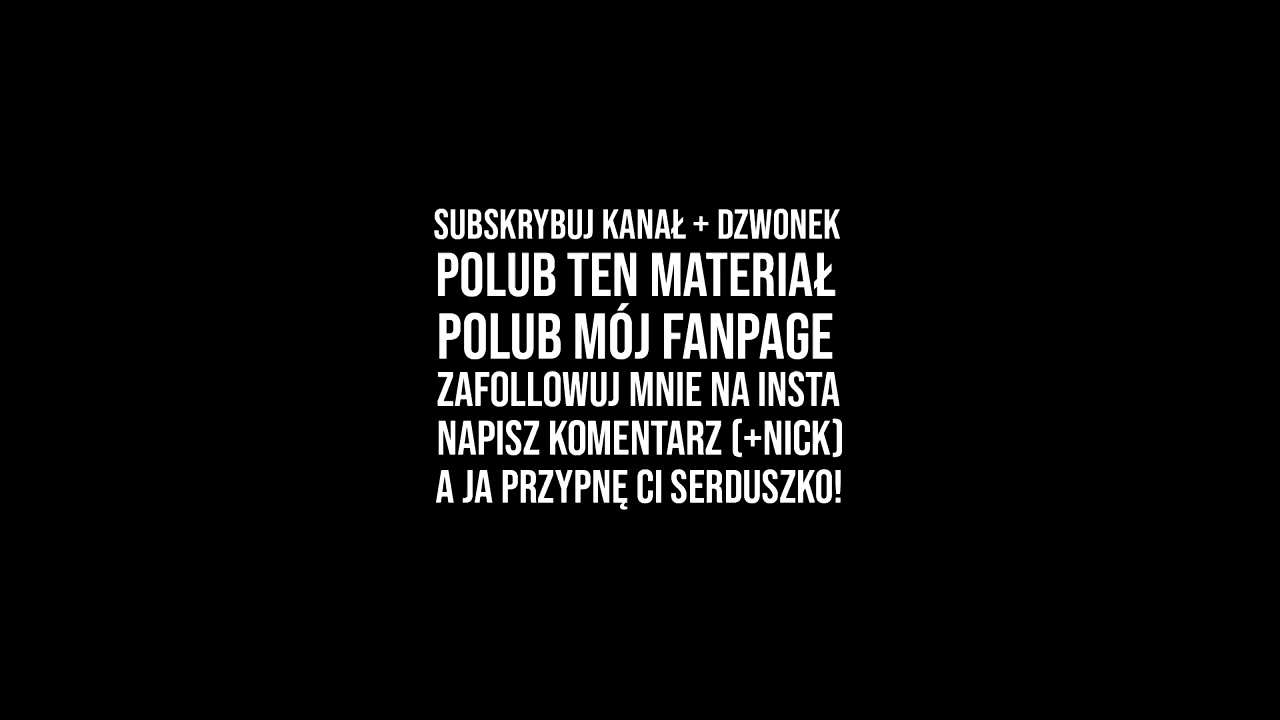 SUBSKRYBUJ KANAŁ + DZWONEK
POLUB TEN MATERIAŁ
POLUB MÓJ FANPAGE
ZAFOLLOWUJ MNIE NA INSTA
NAPISZ KOMENTARZ (+NICK)
A JA PRZYPNĘ CI SERDUSZKO!